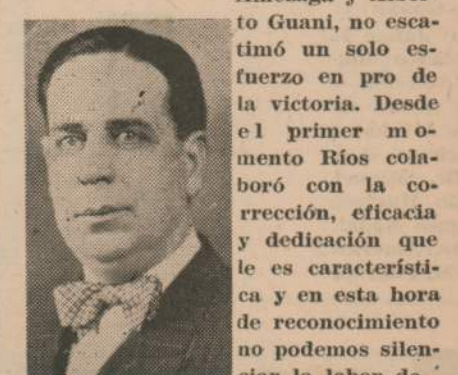 to Guani, no esca-
timó un solo es-
fuerzo en pro de
la victoria. Desde
el primer mo-
mento Ríos cola-
boró con la co-
rrección, eficacia
y dedicación que
le es característi-
ca y en esta hora
de reconocimiento
no podemos silen-